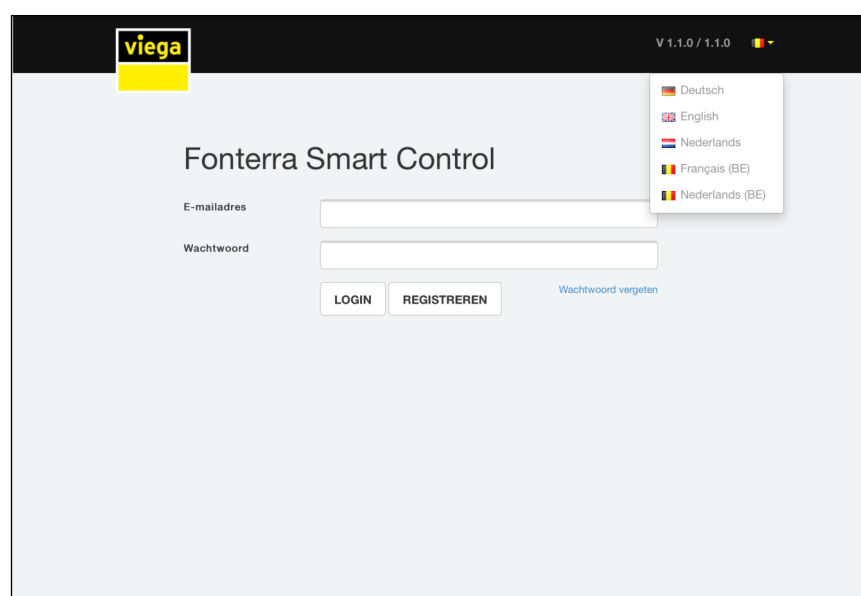 viega
V 1.1.0 / 1.1.0
Deutsch
English
Nederlands
Français (BE)
Nederlands (BE)
Fonterra Smart Control
E-mailadres
Wachtwoord
LOGIN
REGISTREREN
Wachtwoord vergeten